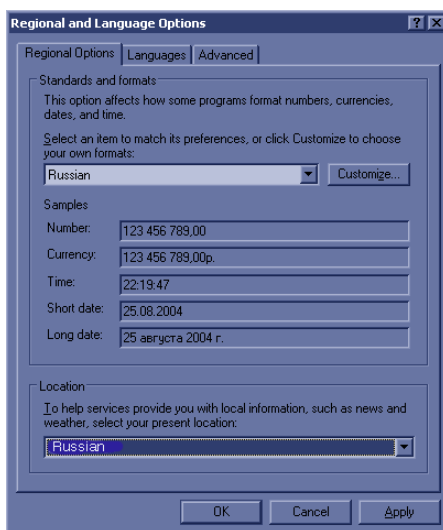 Regional and Language Options
Regional Options Languages Advanced
Standards and formats
This option affects how some programs format numbers, currencies,
dates, and time.
Select an item to match its preferences, or click Customize to choose
your own formats:
Russian Customize...
Samples
Number: 123 456 789,00
Currency: 123 456 789,00р.
Time: 22:19:47
Short date: 25.08.2004
Long date: 25 августа 2004 г.
Location
To help services provide you with local information, such as news and
weather, select your present location:
Russian
OK Cancel Apply